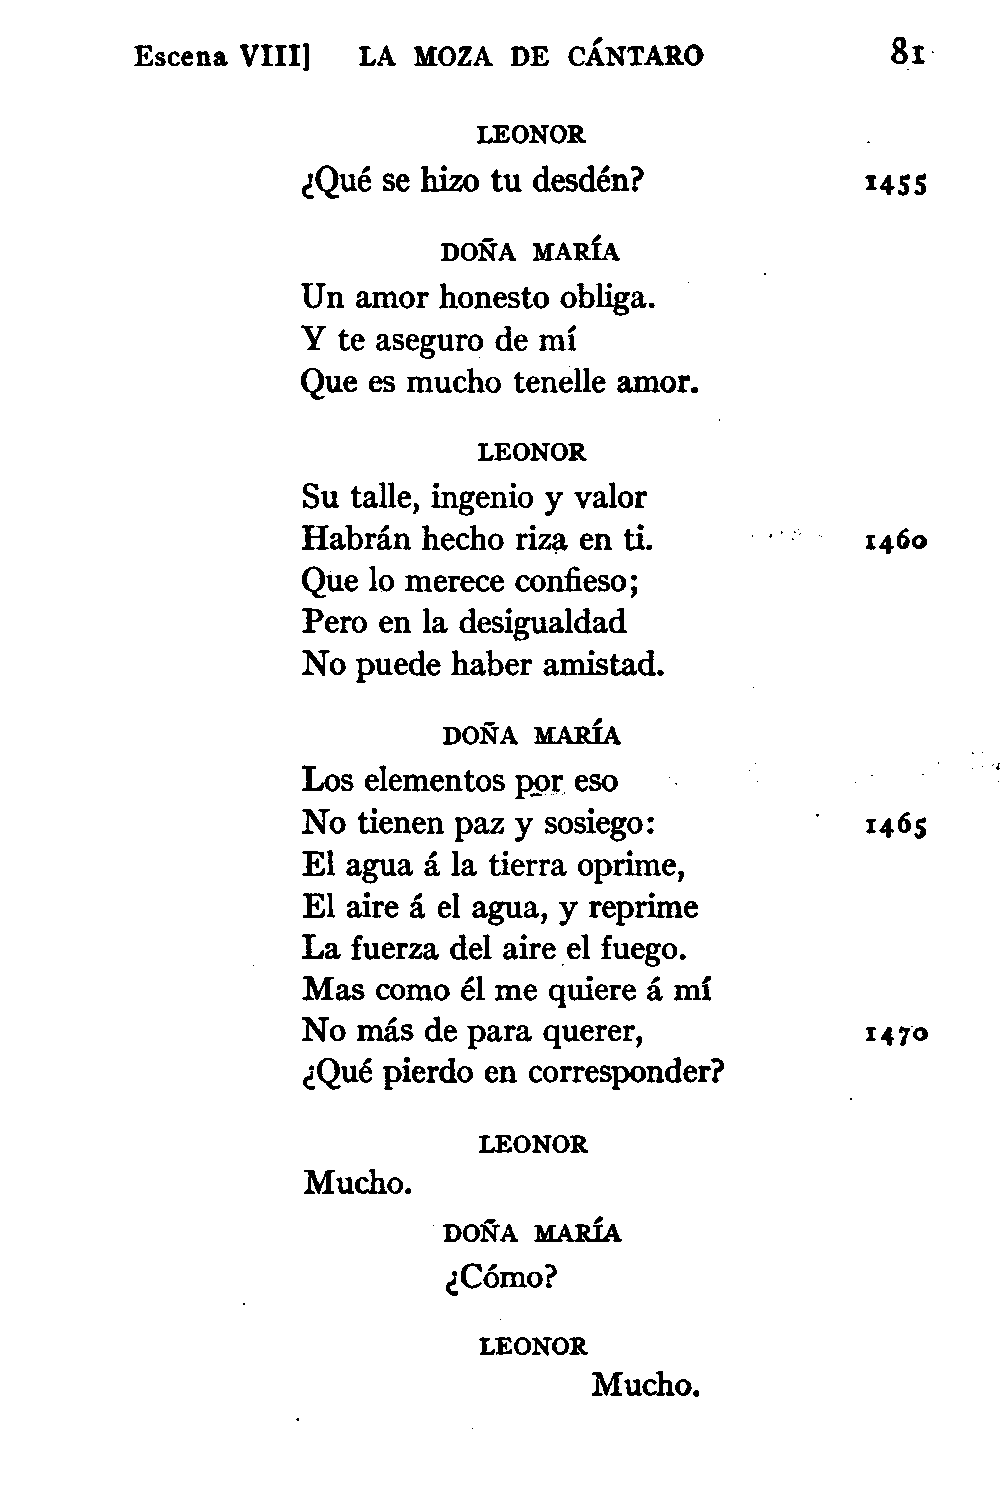 Escena VIII] LA MOZA DE CÁNTARO 81
LEONOR
¿Qué se hizo tu desdén? 1455
DOÑA MARÍA
Un amor honesto obliga.
Y te aseguro de mí
Que es mucho tenelle amor.
LEONOR
Su talle, ingenio y valor
Habrán hecho riza en ti. 1460
Que lo merece confieso;
Pero en la desigualdad
No puede haber amistad.
DOÑA MARÍA
Los elementos por eso
No tienen paz y sosiego: 1465
El agua á la tierra oprime,
El aire á el agua, y reprime
La fuerza del aire el fuego.
Mas como él me quiere á mí
No más de para querer, 1470
¿Qué pierdo en corresponder?
LEONOR
Mucho.
DOÑA MARÍA
¿Cómo?
LEONOR
Mucho.